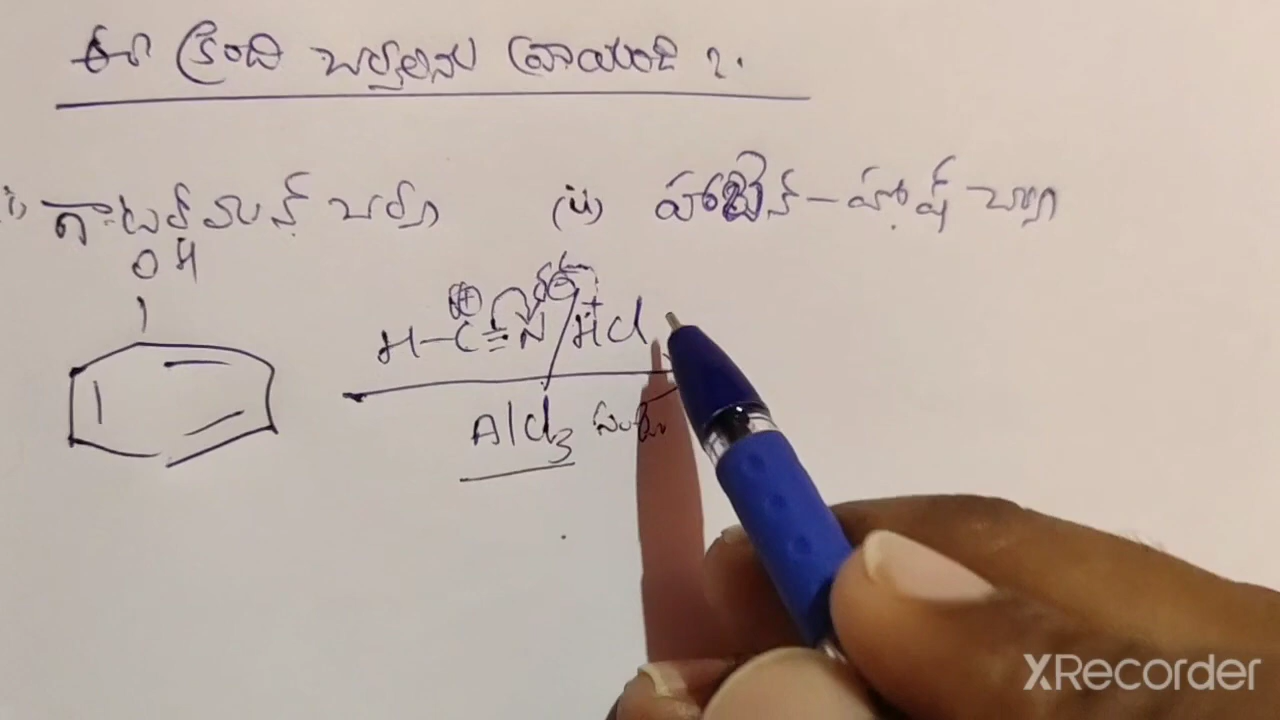 ఈ క్రింది చర్యలను వ్రాయండి ?.
i) గాటర్మన్ చర్య (ii) హౌబెన్ – హోష్ చర్య
OH
⊕
H–C≡N / HCl
AlCl₃
XRecorder